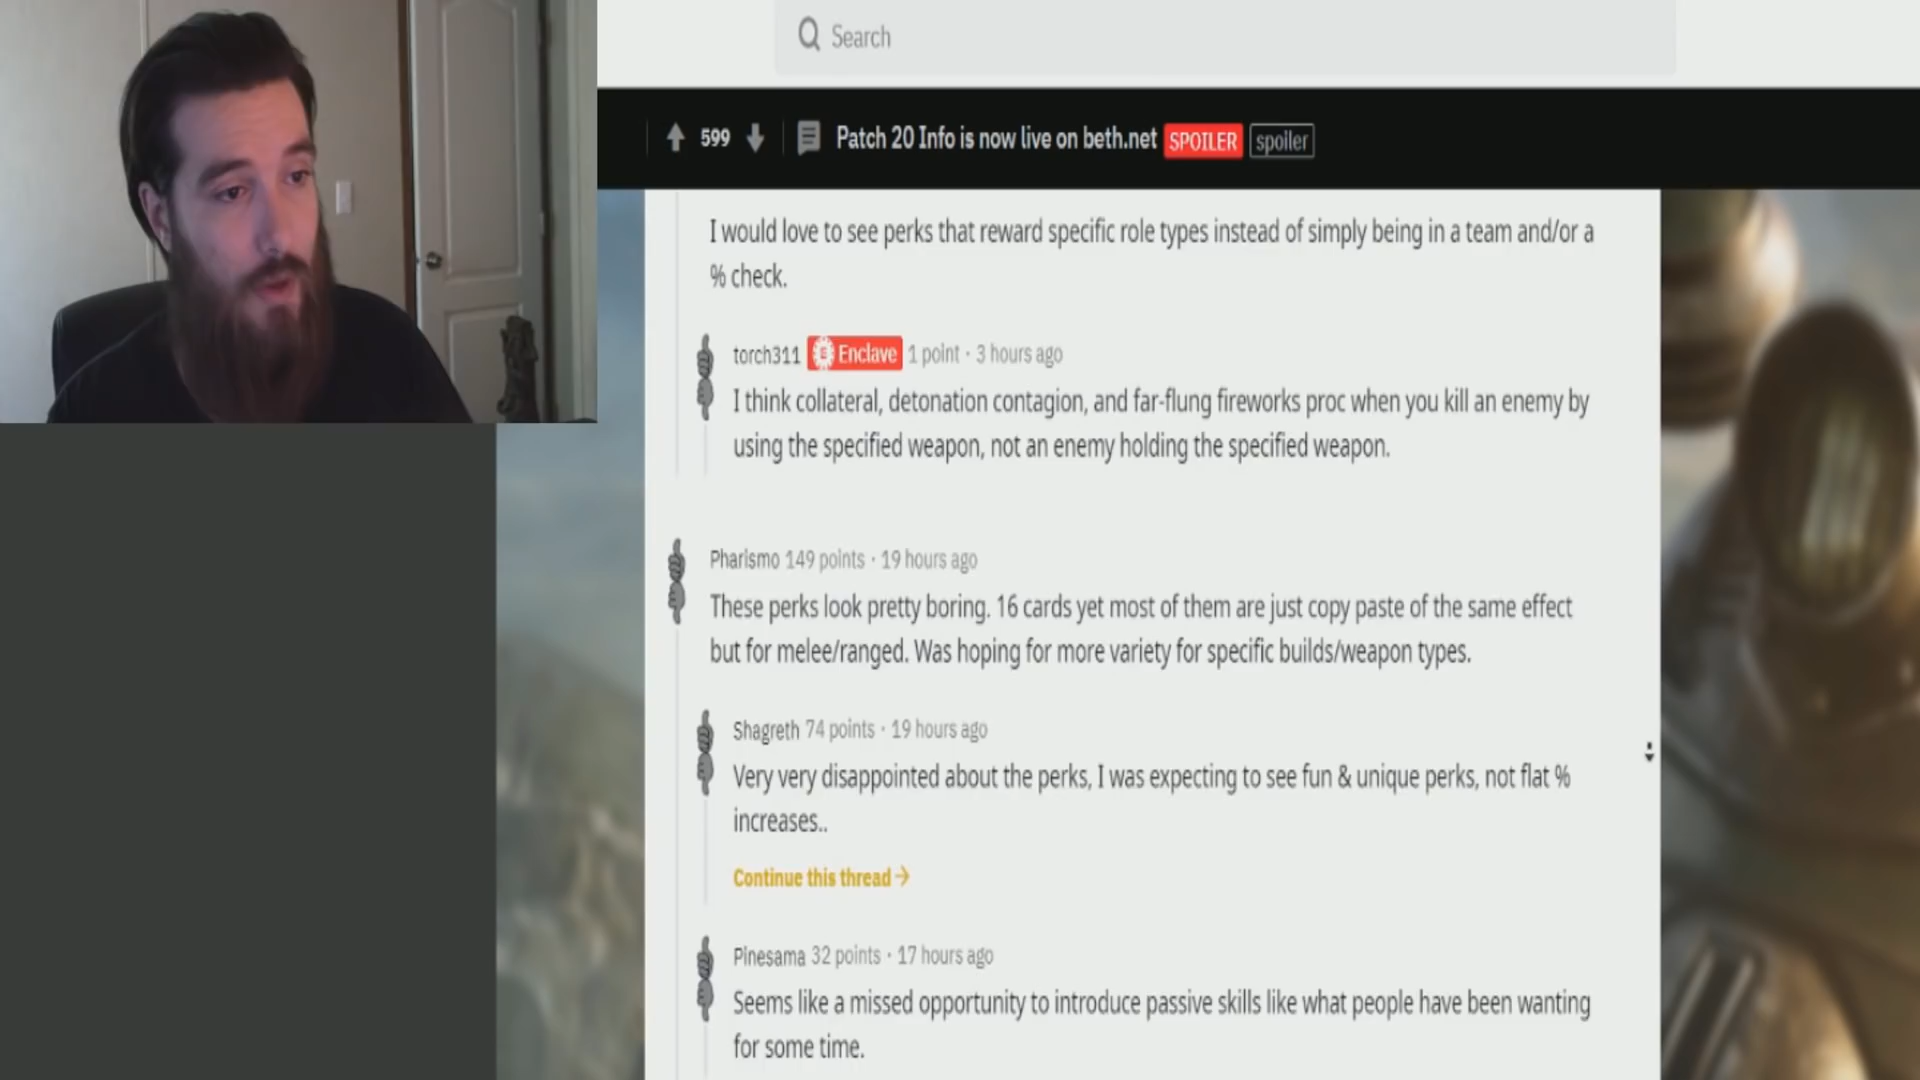 Search
599 Patch 20 Info is now live on beth.net SPOILER spoiler
I would love to see perks that reward specific role types instead of simply being in a team and/or a
% check.
torch311 Enclave 1 point · 3 hours ago
I think collateral, detonation contagion, and far-flung fireworks proc when you kill an enemy by
using the specified weapon, not an enemy holding the specified weapon.
Pharismo 149 points · 19 hours ago
These perks look pretty boring. 16 cards yet most of them are just copy paste of the same effect
but for melee/ranged. Was hoping for more variety for specific builds/weapon types.
Shagreth 74 points · 19 hours ago
Very very disappointed about the perks, I was expecting to see fun & unique perks, not flat %
increases..
Continue this thread →
Pinesama 32 points · 17 hours ago
Seems like a missed opportunity to introduce passive skills like what people have been wanting
for some time.